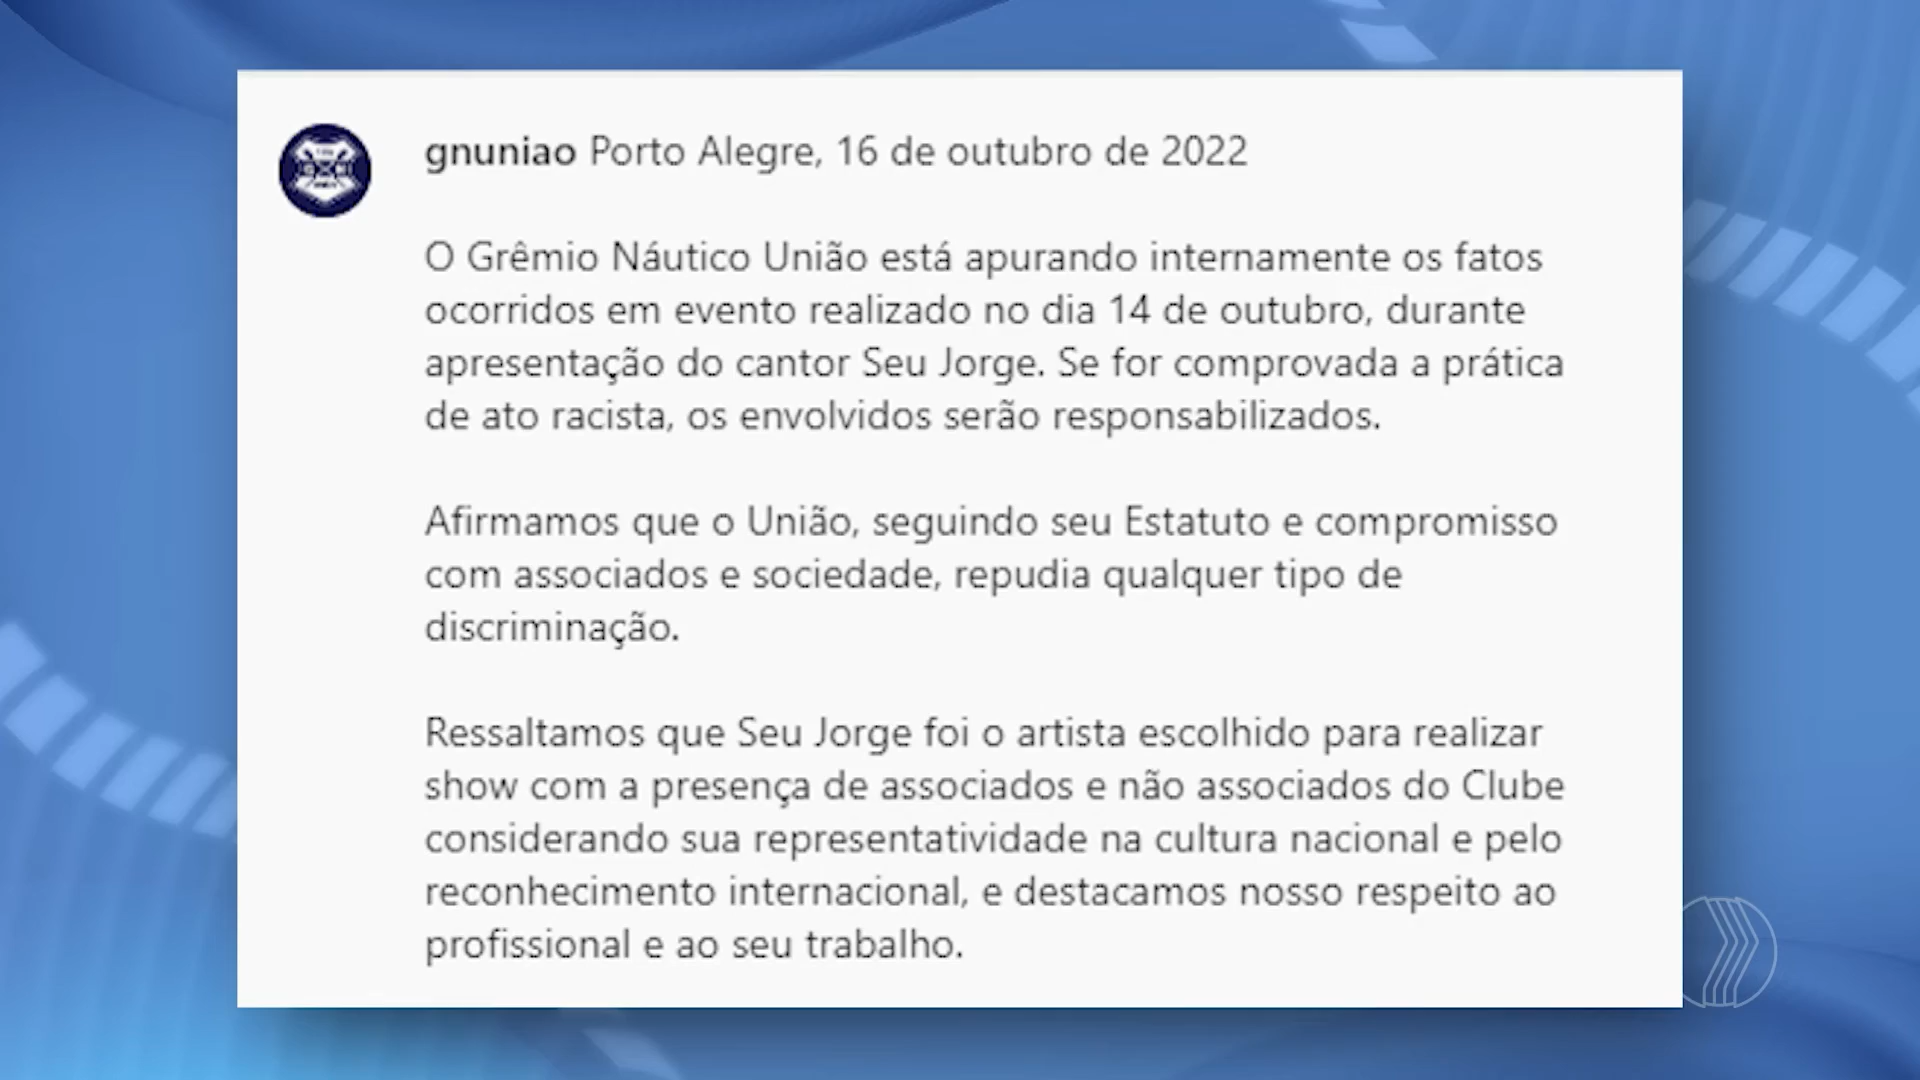 gnuniao Porto Alegre, 16 de outubro de 2022
O Grêmio Náutico União está apurando internamente os fatos
ocorridos em evento realizado no dia 14 de outubro, durante
apresentação do cantor Seu Jorge. Se for comprovada a prática
de ato racista, os envolvidos serão responsabilizados.
Afirmamos que o União, seguindo seu Estatuto e compromisso
com associados e sociedade, repudia qualquer tipo de
discriminação.
Ressaltamos que Seu Jorge foi o artista escolhido para realizar
show com a presença de associados e não associados do Clube
considerando sua representatividade na cultura nacional e pelo
reconhecimento internacional, e destacamos nosso respeito ao
profissional e ao seu trabalho.